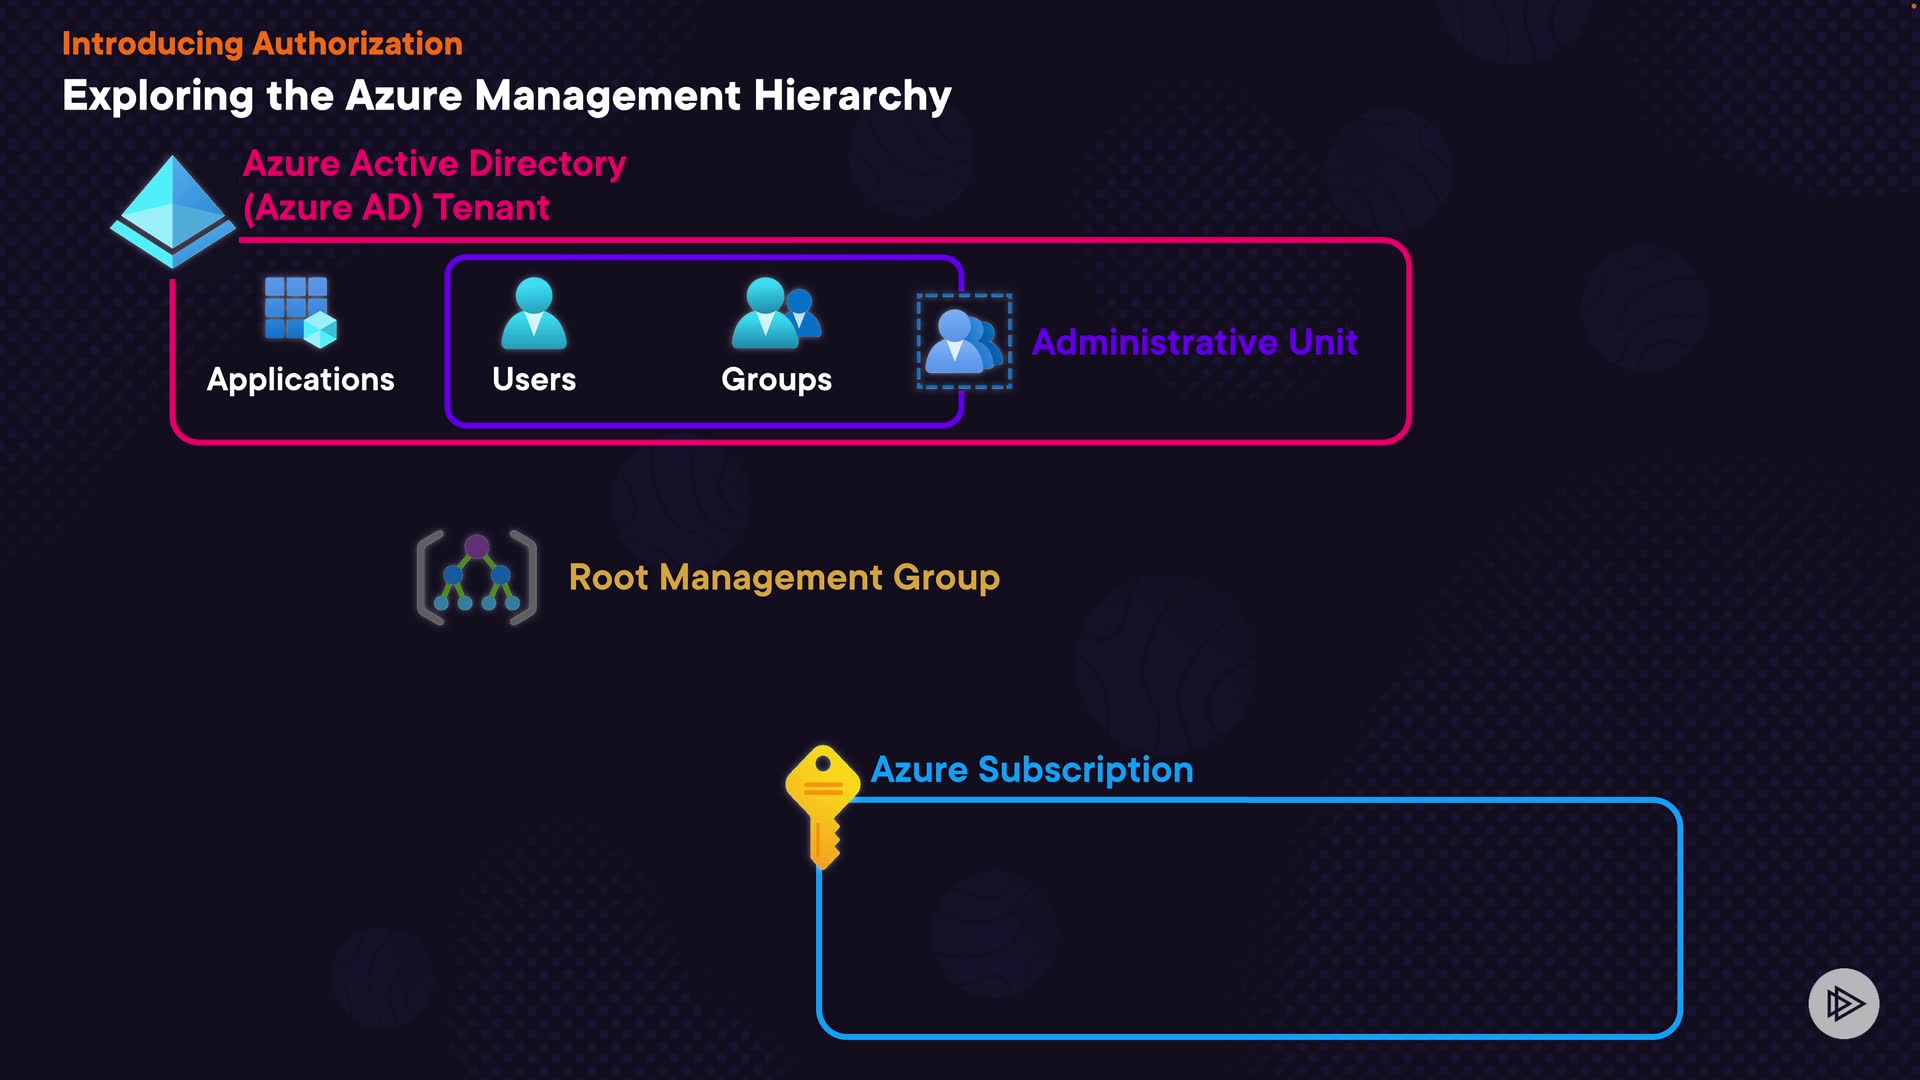 Introducing Authorization
Exploring the Azure Management Hierarchy
Azure Active Directory
(Azure AD) Tenant
Applications
Users
Groups
Administrative Unit
Root Management Group
Azure Subscription